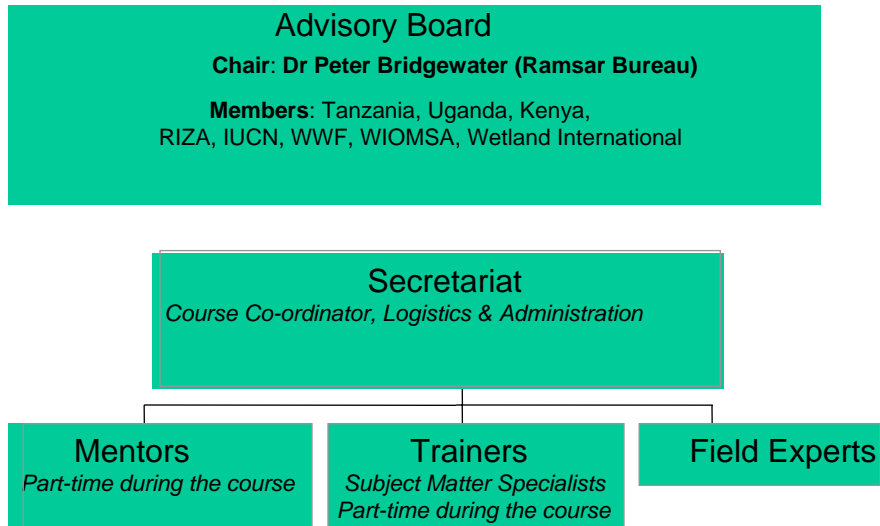 Advisory Board
Chair: Dr Peter Bridgewater (Ramsar Bureau)
Members: Tanzania, Uganda, Kenya,
RIZA, IUCN, WWF, WIOMSA, Wetland International
Secretariat
Course Co-ordinator, Logistics & Administration
Mentors
Part-time during the course
Trainers
Subject Matter Specialists
Part-time during the course
Field Experts